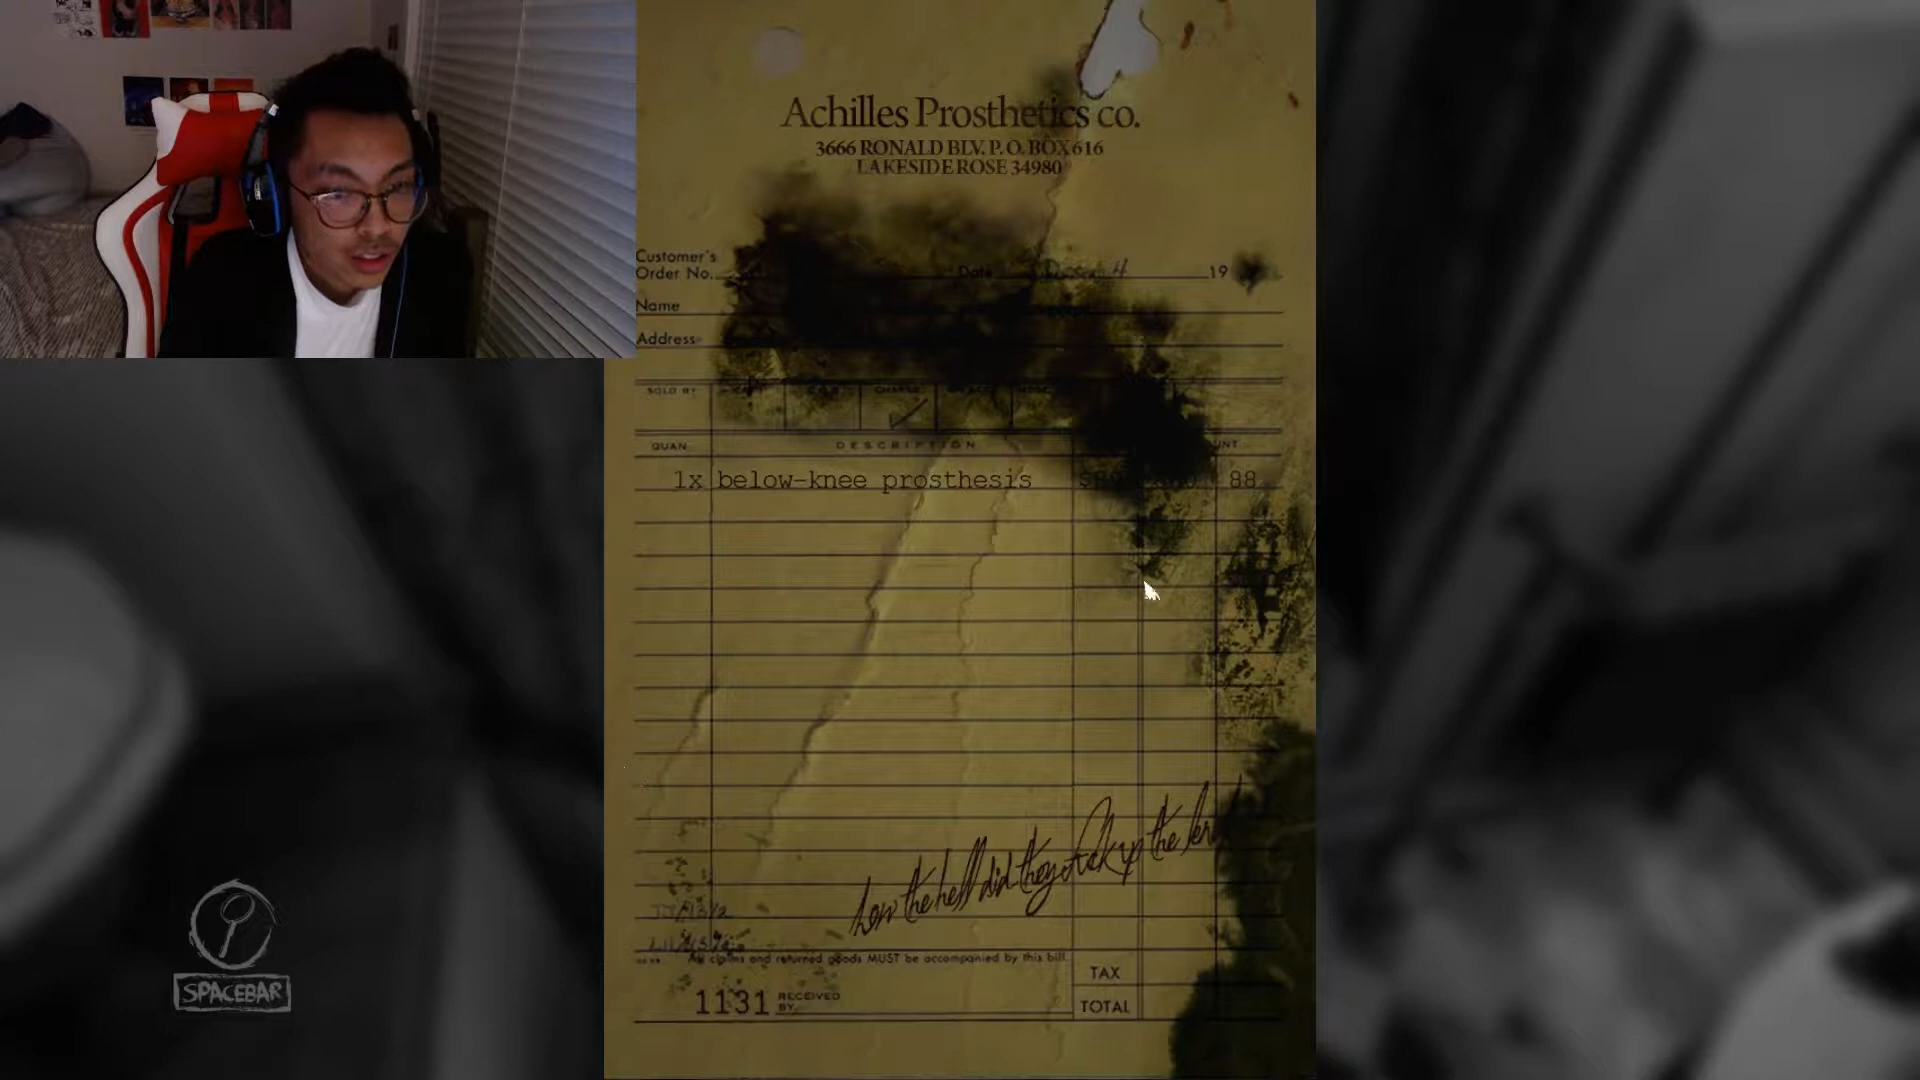 Achilles Prosthetics co.
3666 RONALD BLV. P. O. BOX 616
LAKESIDE ROSE 34980
Customer's
Order No. Date 4 19
Name
Address
SOLD BY CHARGE
QUAN. DESCRIPTION
1x below-knee prosthesis 88
how the hell did they fuck up the
All claims and returned goods MUST be accompanied by this bill.
TAX
1131 RECEIVED BY
TOTAL
SPACEBAR